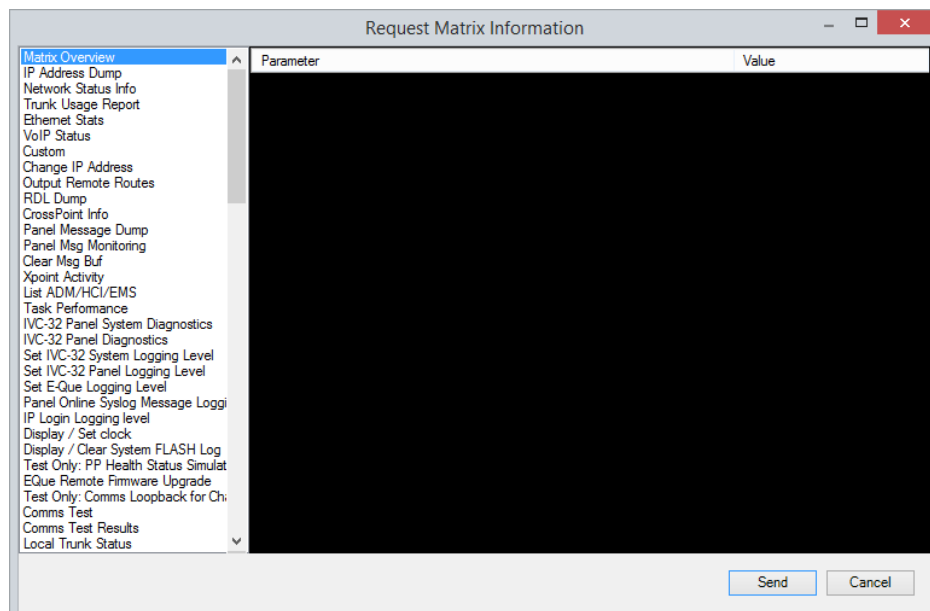 Request Matrix Information
Matrix Overview
IP Address Dump
Network Status Info
Trunk Usage Report
Ethernet Stats
VoIP Status
Custom
Change IP Address
Output Remote Routes
RDL Dump
CrossPoint Info
Panel Message Dump
Panel Msg Monitoring
Clear Msg Buf
Xpoint Activity
List ADM/HCI/EMS
Task Performance
IVC-32 Panel System Diagnostics
IVC-32 Panel Diagnostics
Set IVC-32 System Logging Level
Set IVC-32 Panel Logging Level
Set E-Que Logging Level
Panel Online Syslog Message Loggi
IP Login Logging level
Display / Set clock
Display / Clear System FLASH Log
Test Only: PP Health Status Simulat
EQue Remote Firmware Upgrade
Test Only: Comms Loopback for Cha
Comms Test
Comms Test Results
Local Trunk Status
Parameter Value
Send Cancel